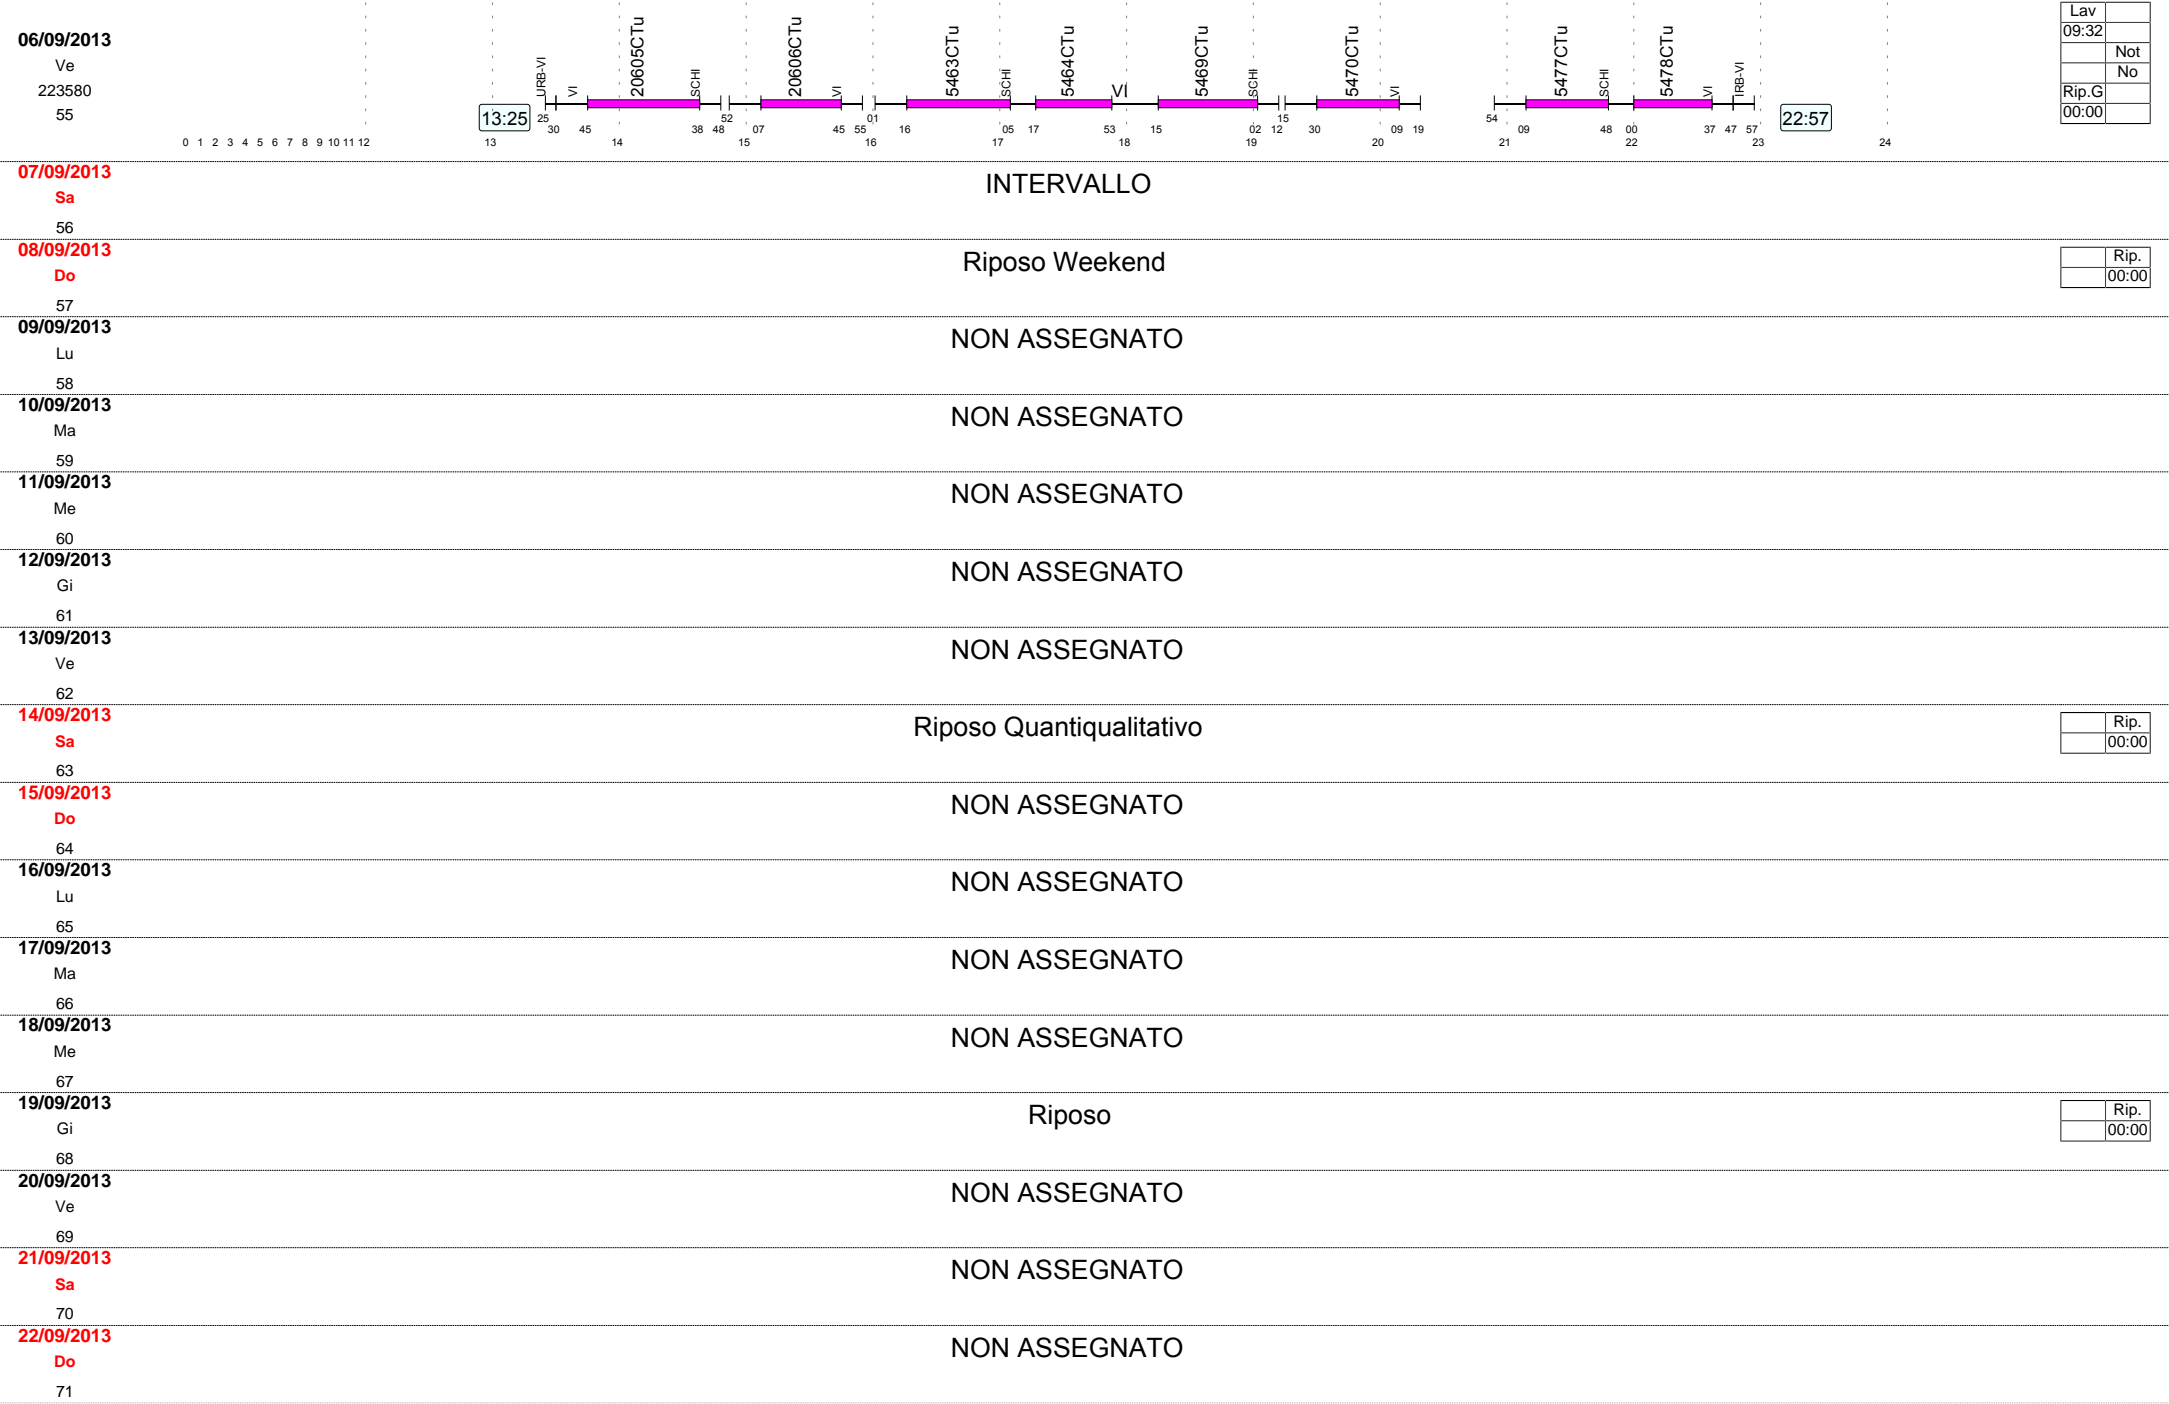 06/09/2013
Ve
223580
55
13:25
URB-VI VI 20605CTu SCHI 20606CTu VI 5463CTu SCHI 5464CTu VI 5469CTu SCHI 5470CTu VI 5477CTu SCHI 5478CTu VI IRB-VI
25 30 45 38 48 52 07 45 55 01 16 05 17 53 15 02 12 15 30 09 19 54 09 48 00 37 47 57
22:57
0 1 2 3 4 5 6 7 8 9 10 11 12 13 14 15 16 17 18 19 20 21 22 23 24
Lav
09:32
Not
No
Rip.G
00:00
07/09/2013
Sa
56
INTERVALLO
08/09/2013
Do
57
Riposo Weekend
Rip.
00:00
09/09/2013
Lu
58
NON ASSEGNATO
10/09/2013
Ma
59
NON ASSEGNATO
11/09/2013
Me
60
NON ASSEGNATO
12/09/2013
Gi
61
NON ASSEGNATO
13/09/2013
Ve
62
NON ASSEGNATO
14/09/2013
Sa
63
Riposo Quantiqualitativo
Rip.
00:00
15/09/2013
Do
64
NON ASSEGNATO
16/09/2013
Lu
65
NON ASSEGNATO
17/09/2013
Ma
66
NON ASSEGNATO
18/09/2013
Me
67
NON ASSEGNATO
19/09/2013
Gi
68
Riposo
Rip.
00:00
20/09/2013
Ve
69
NON ASSEGNATO
21/09/2013
Sa
70
NON ASSEGNATO
22/09/2013
Do
71
NON ASSEGNATO